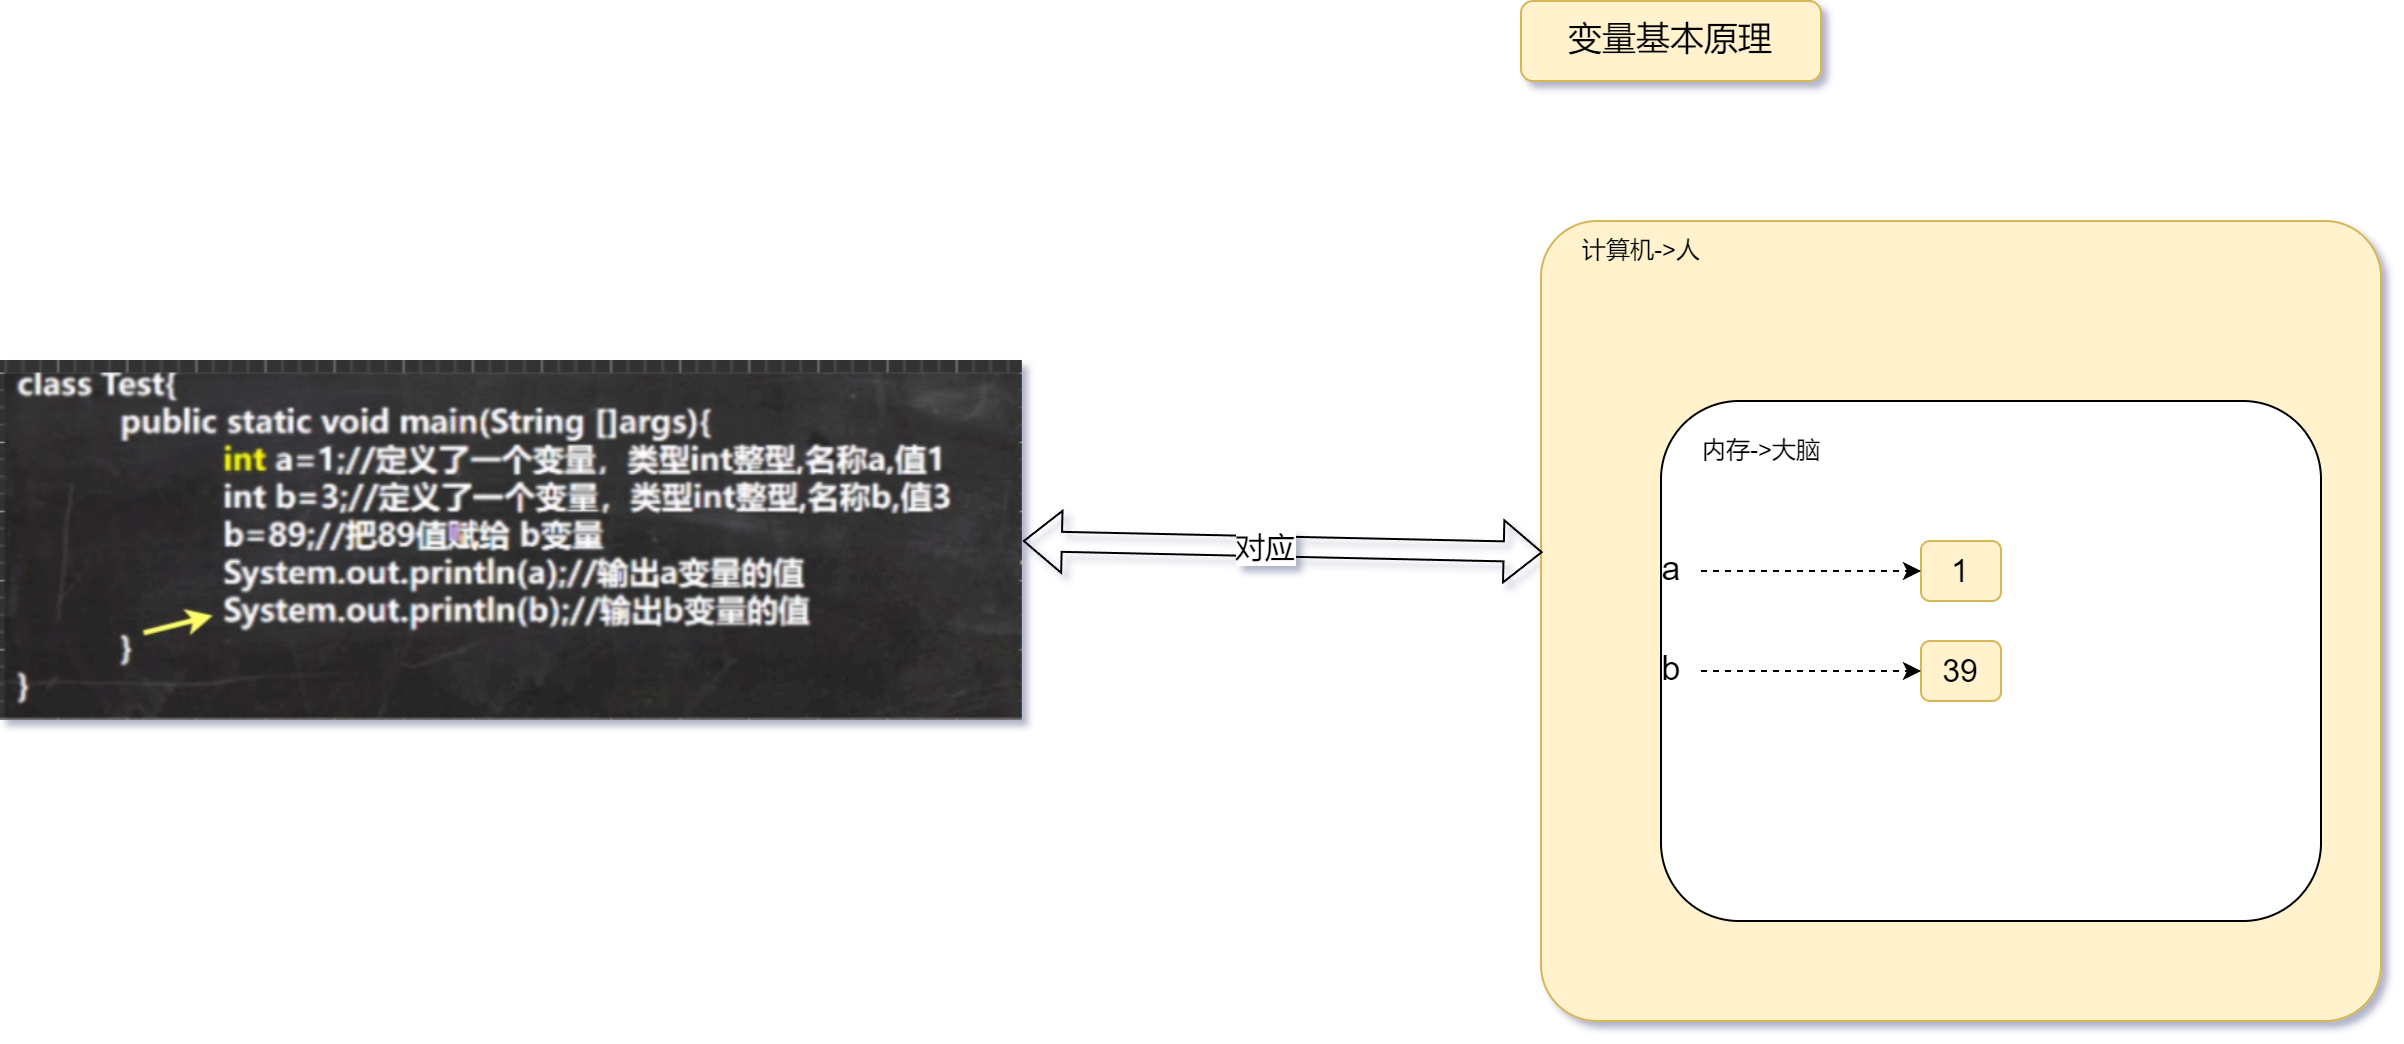 变量基本原理
计算机->人
class Test{
public static void main(String []args){
int a=1;//定义了一个变量，类型int整型,名称a,值1
int b=3;//定义了一个变量，类型int整型,名称b,值3
b=89;//把89值赋给 b变量
System.out.println(a);//输出a变量的值
System.out.println(b);//输出b变量的值
}
}
对应
内存->大脑
a
1
b
39